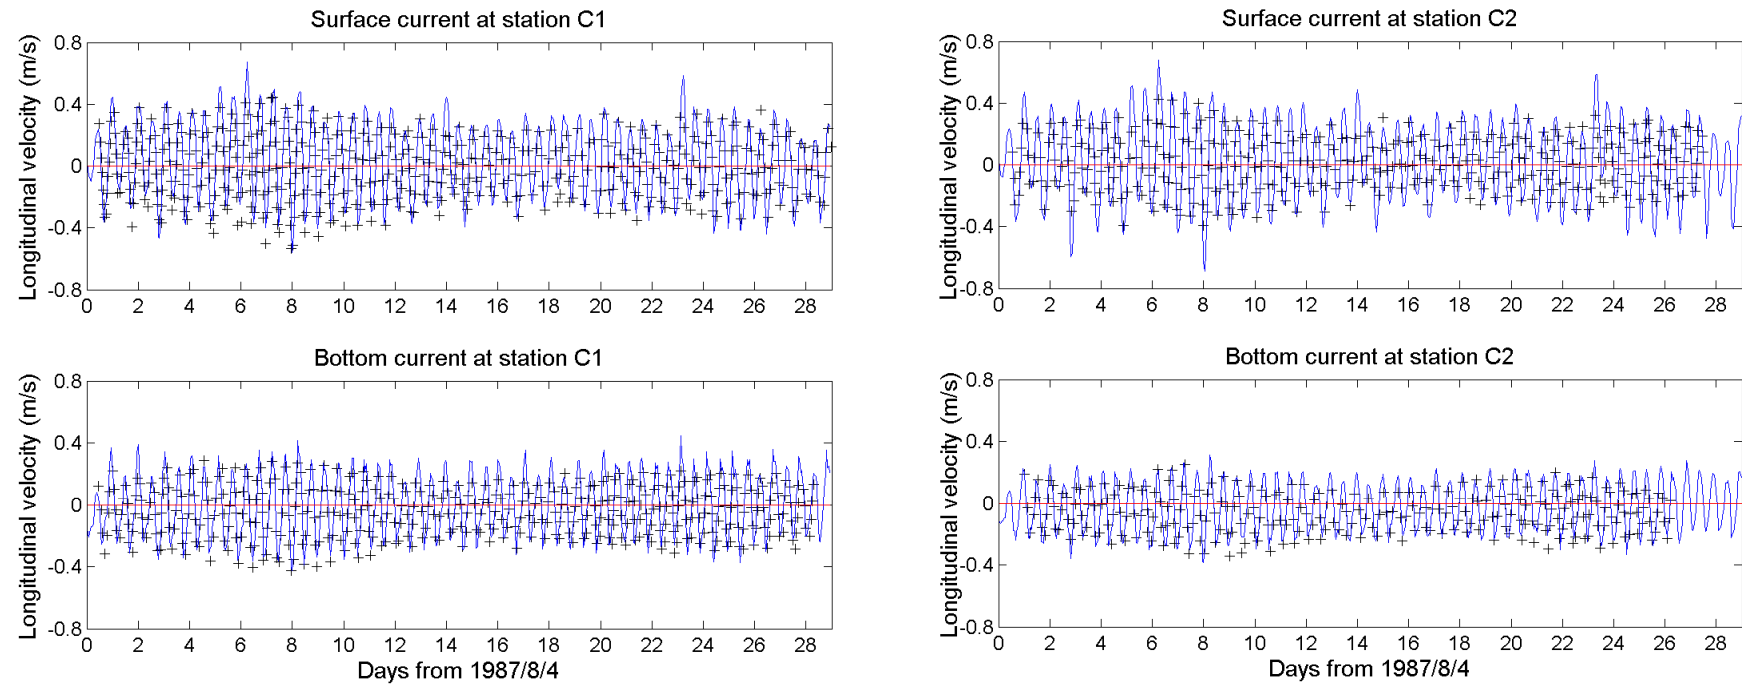 Surface current at station C1
Longitudinal velocity (m/s)
0.8
0.4
0
-0.4
-0.8
0 2 4 6 8 10 12 14 16 18 20 22 24 26 28
Surface current at station C2
Longitudinal velocity (m/s)
0.8
0.4
0
-0.4
-0.8
0 2 4 6 8 10 12 14 16 18 20 22 24 26 28
Bottom current at station C1
Longitudinal velocity (m/s)
0.8
0.4
0
-0.4
-0.8
0 2 4 6 8 10 12 14 16 18 20 22 24 26 28
Days from 1987/8/4
Bottom current at station C2
Longitudinal velocity (m/s)
0.8
0.4
0
-0.4
-0.8
0 2 4 6 8 10 12 14 16 18 20 22 24 26 28
Days from 1987/8/4